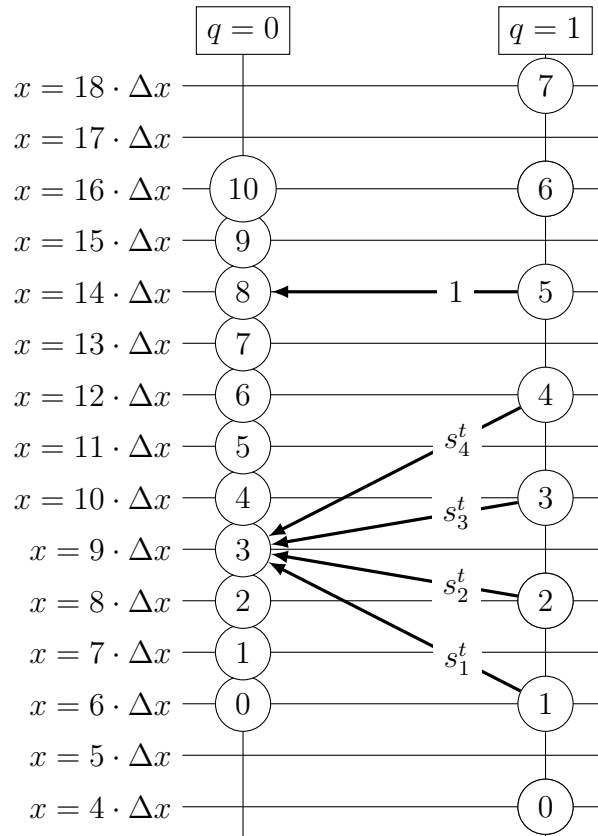 q = 0 q = 1
x = 18 · Δx 7
x = 17 · Δx
x = 16 · Δx 10 6
x = 15 · Δx 9
x = 14 · Δx 8 1 5
x = 13 · Δx 7
x = 12 · Δx 6 4
x = 11 · Δx 5 s_4^t
x = 10 · Δx 4 s_3^t 3
x = 9 · Δx 3
x = 8 · Δx 2 s_2^t 2
x = 7 · Δx 1 s_1^t
x = 6 · Δx 0 1
x = 5 · Δx
x = 4 · Δx 0